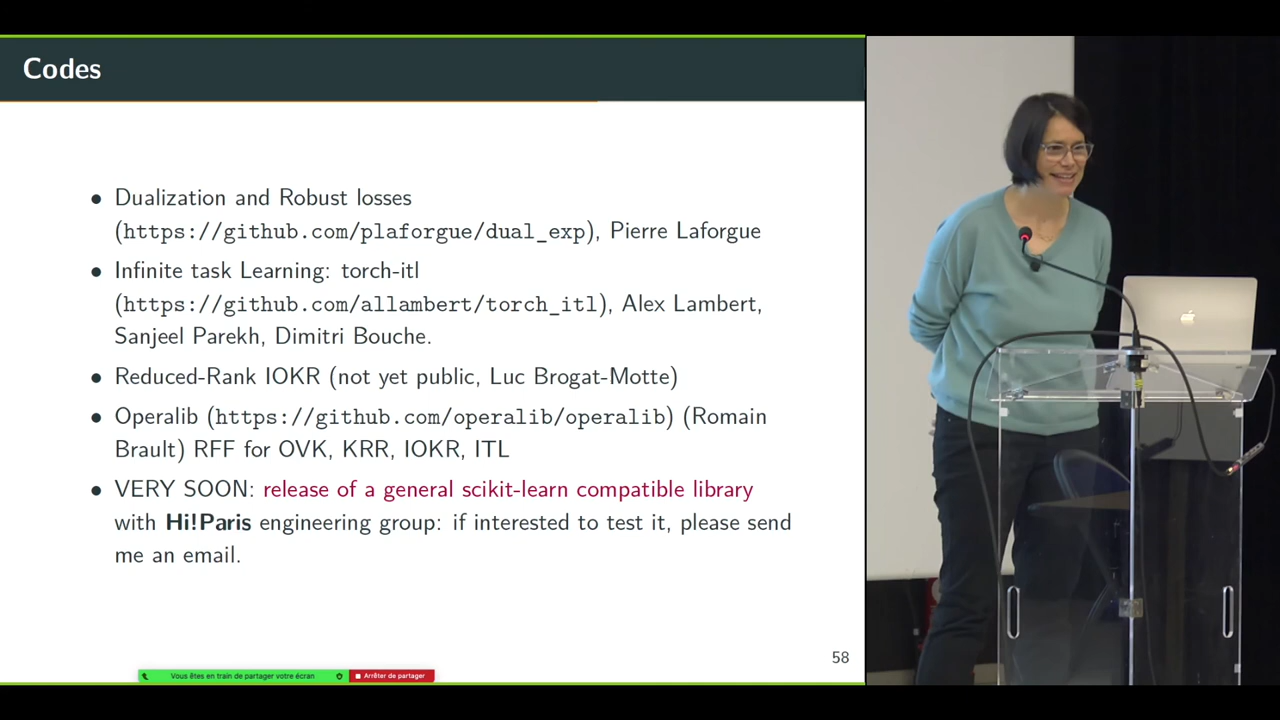 Codes
• Dualization and Robust losses
(https://github.com/plaforgue/dual_exp), Pierre Laforgue
• Infinite task Learning: torch-itl
(https://github.com/allambert/torch_itl), Alex Lambert,
Sanjeel Parekh, Dimitri Bouche.
• Reduced-Rank IOKR (not yet public, Luc Brogat-Motte)
• Operalib (https://github.com/operalib/operalib) (Romain
Brault) RFF for OVK, KRR, IOKR, ITL
• VERY SOON: release of a general scikit-learn compatible library
with Hi!Paris engineering group: if interested to test it, please send
me an email.
58
Vous êtes en train de partager votre écran
Arrêter de partager